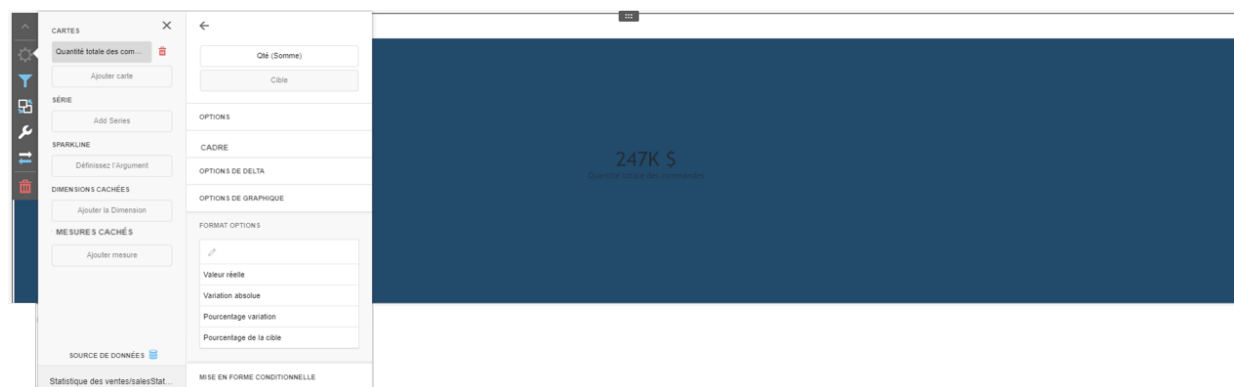 CARTES
Quantité totale des com...
Ajouter carte
SÉRIE
Add Series
SPARKLINE
Définissez l'Argument
DIMENSIONS CACHÉES
Ajouter la Dimension
MESURES CACHÉS
Ajouter mesure
SOURCE DE DONNÉES
Statistique des ventes/salesStat...
Qté (Somme)
Cible
OPTIONS
CADRE
OPTIONS DE DELTA
OPTIONS DE GRAPHIQUE
FORMAT OPTIONS
Valeur réelle
Variation absolue
Pourcentage variation
Pourcentage de la cible
MISE EN FORME CONDITIONNELLE
247K $
Quantité totale des commandes